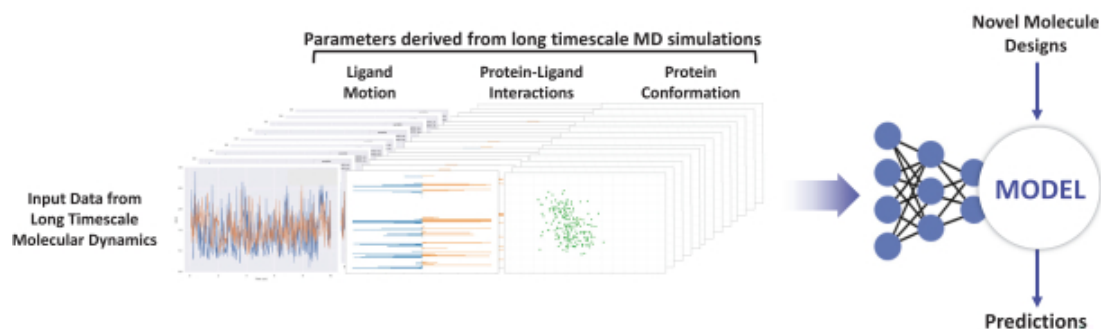 Parameters derived from long timescale MD simulations
Ligand
Motion
Protein-Ligand
Interactions
Protein
Conformation
Input Data from
Long Timescale
Molecular Dynamics
Novel Molecule
Designs
MODEL
Predictions